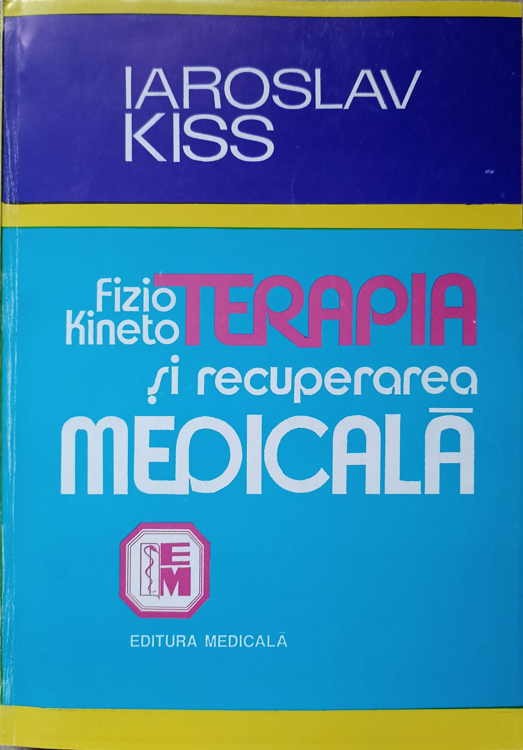 IAROSLAV
KISS
Fizio
Kineto TERAPIA
și recuperarea
MEDICALĂ
EM
EDITURA MEDICALĂ